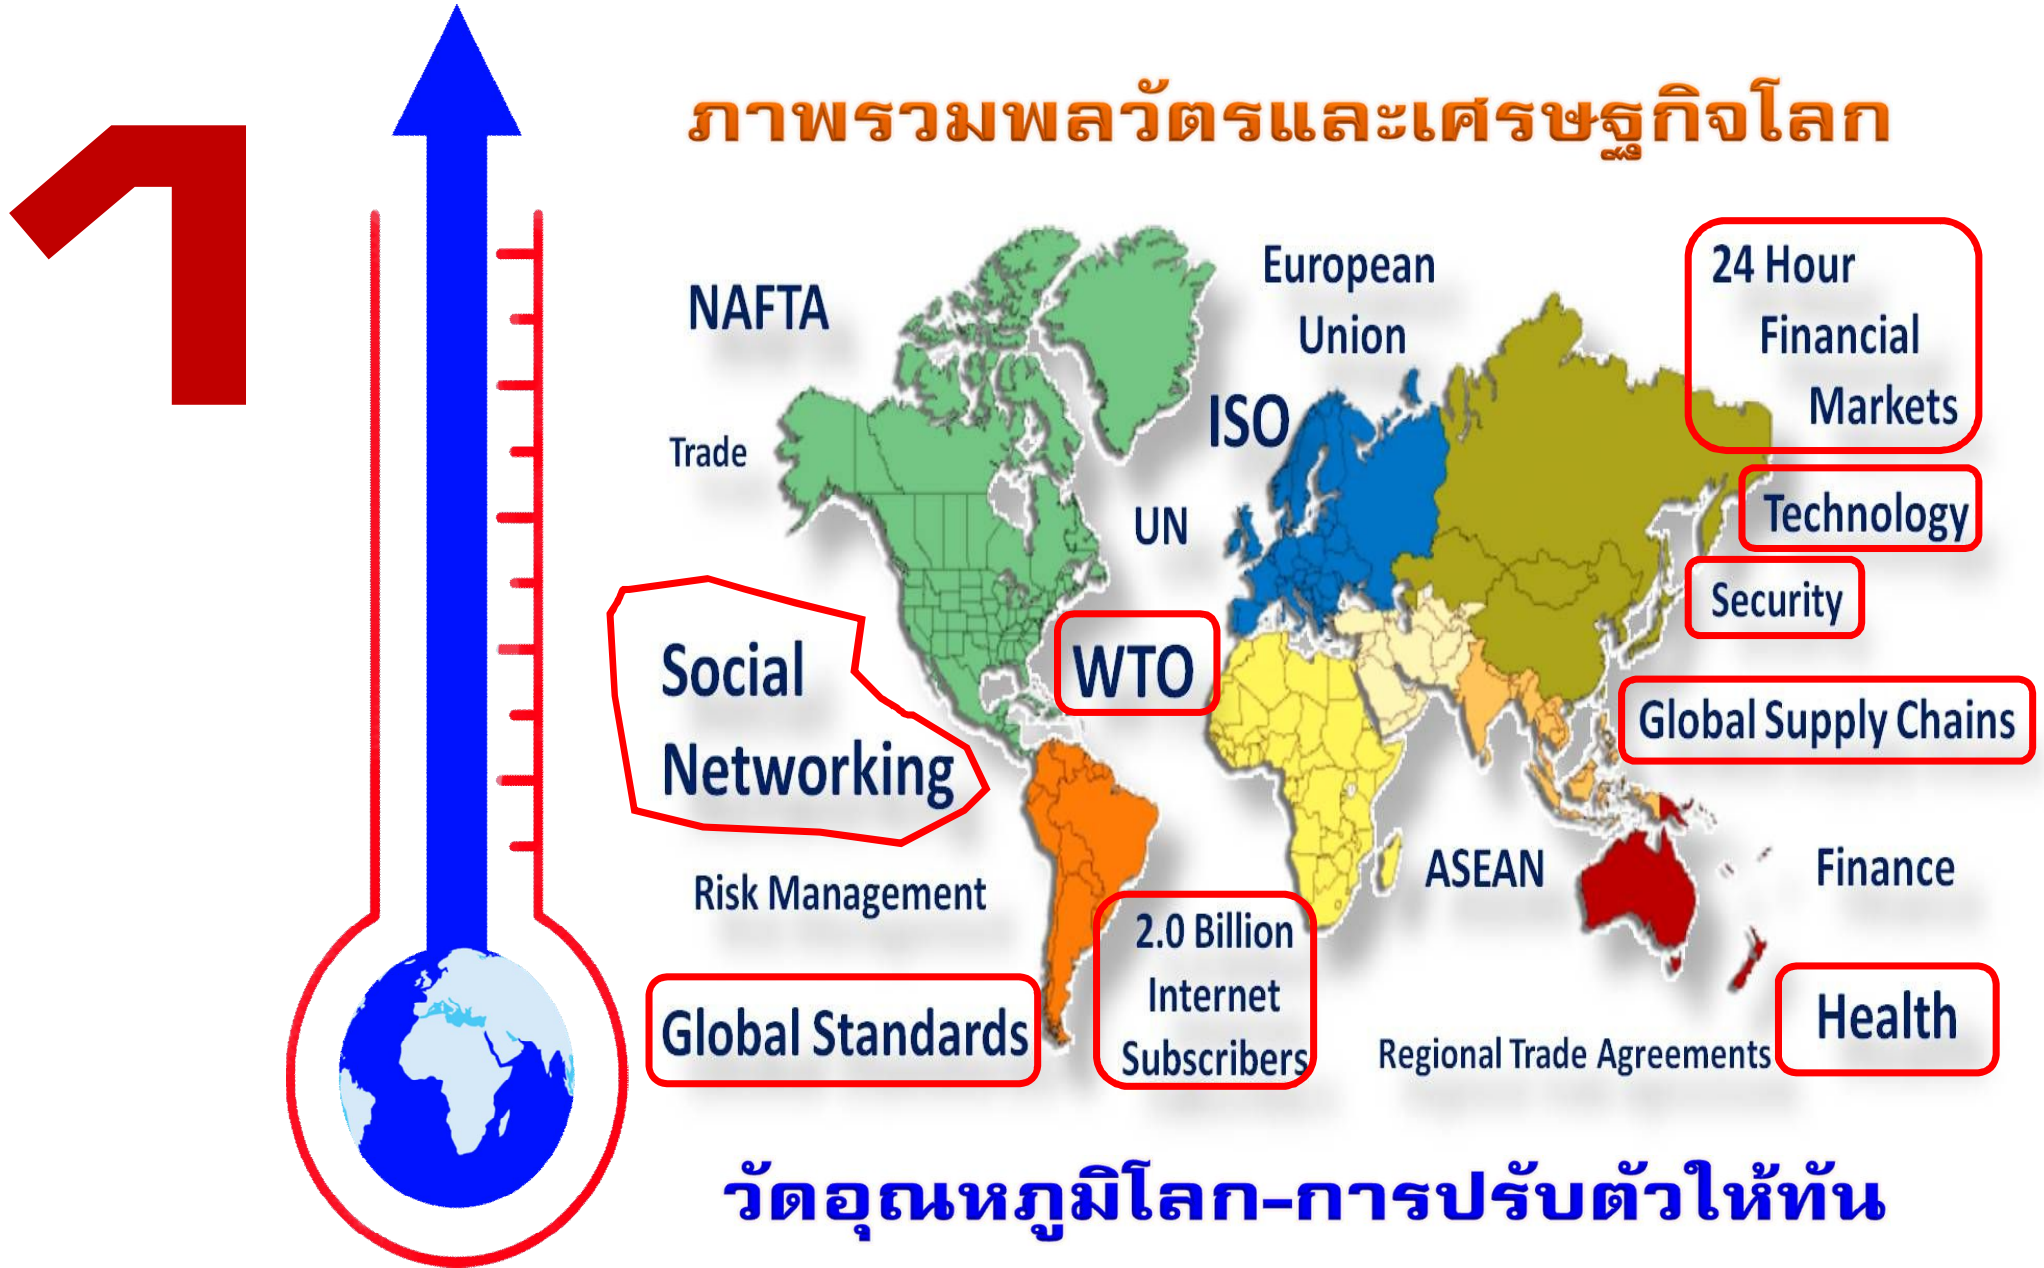 1
ภาพรวมพลวัตรและเศรษฐกิจโลก
NAFTA
European
Union
24 Hour
Financial
Markets
ISO
Trade
UN
Technology
Security
Social
Networking
WTO
Global Supply Chains
Risk Management
ASEAN
Finance
2.0 Billion
Internet
Subscribers
Global Standards
Regional Trade Agreements
Health
วัดอุณหภูมิโลก-การปรับตัวให้ทัน